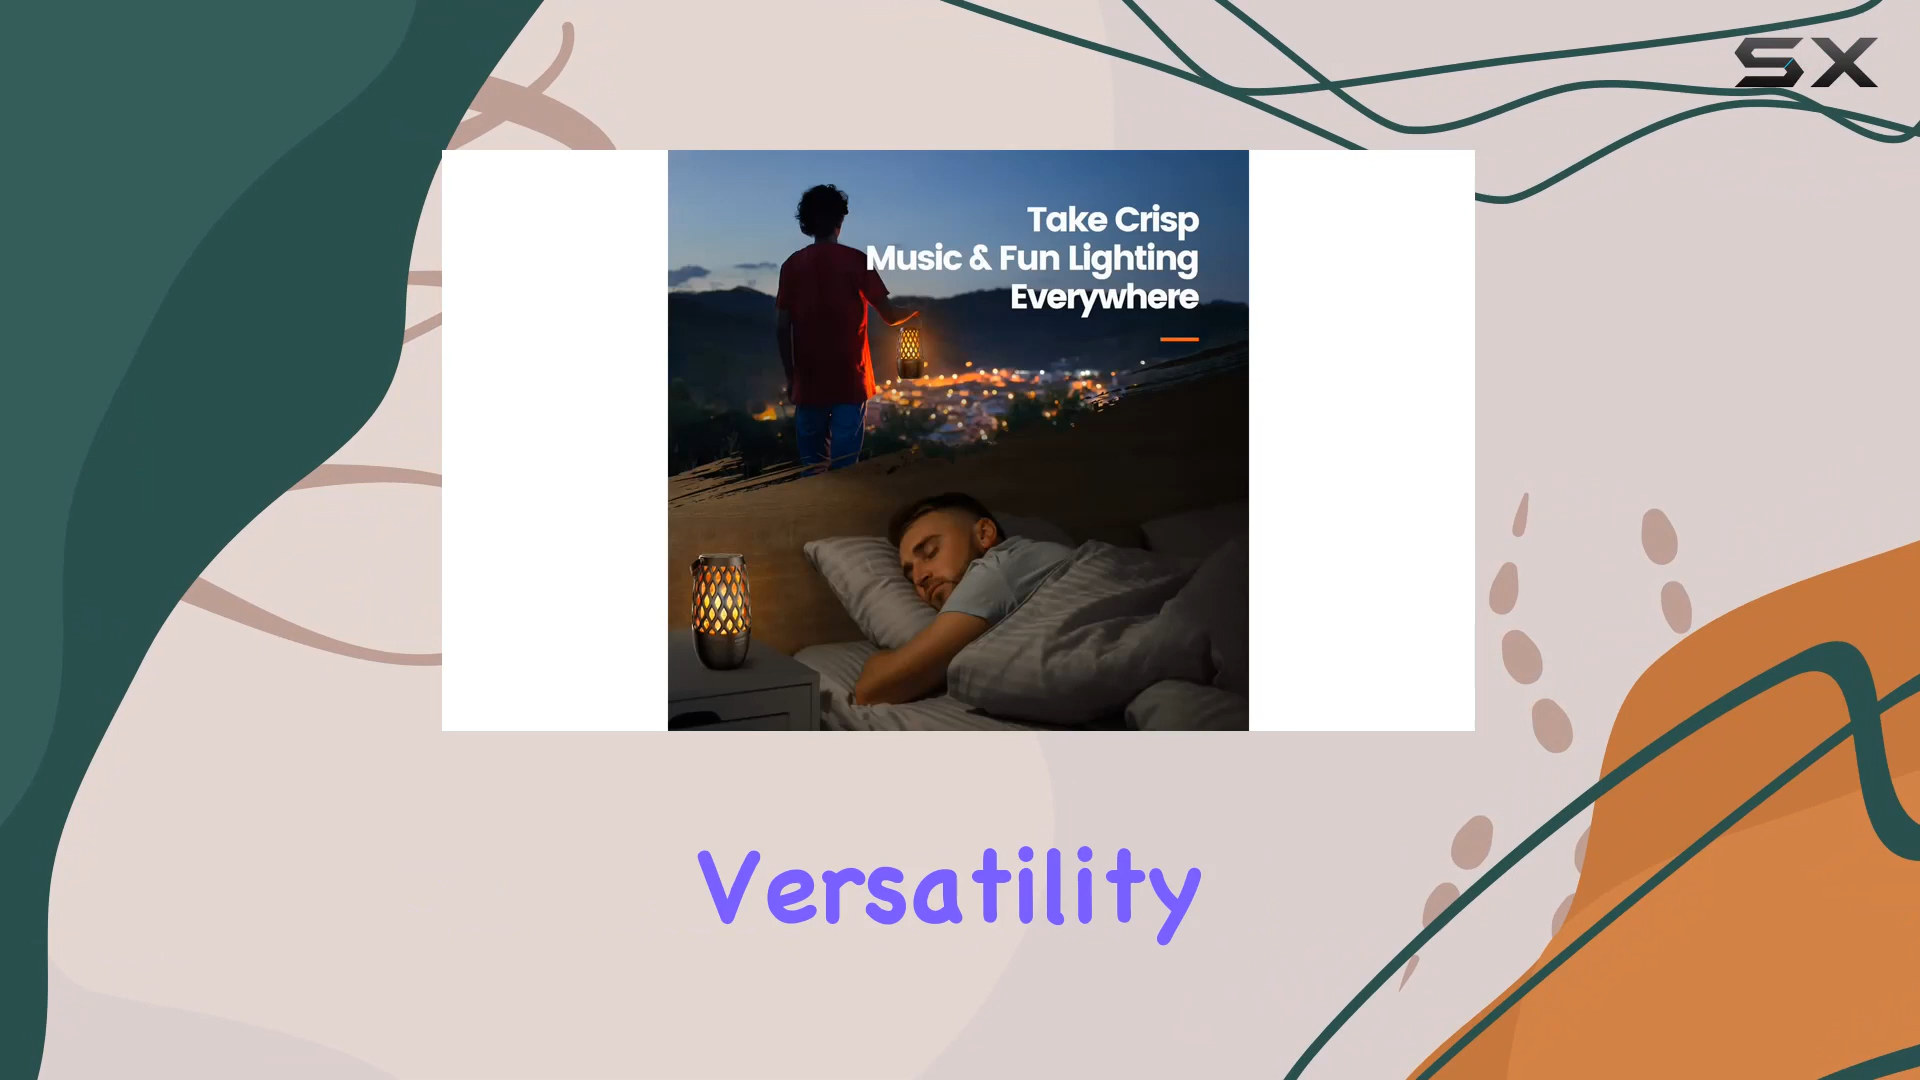 SX
Take Crisp
Music & Fun Lighting
Everywhere
Versatility